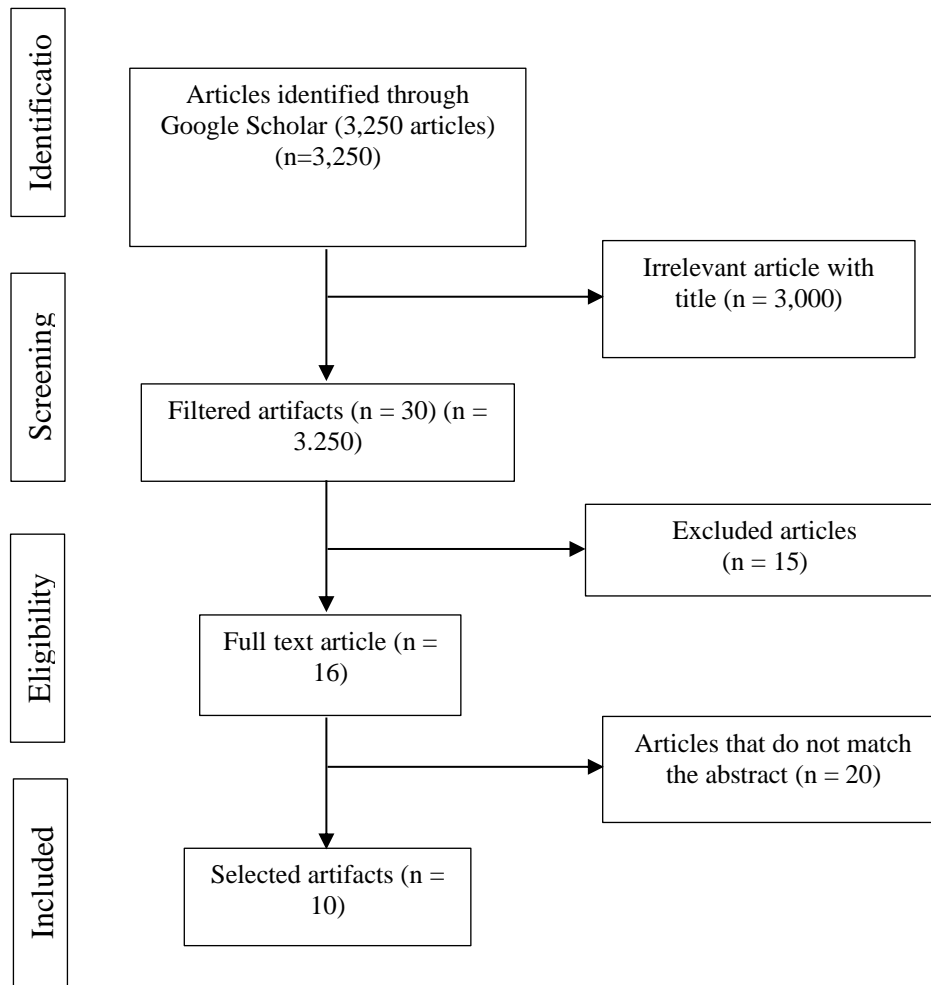 Identificatio
Articles identified through
Google Scholar (3,250 articles)
(n=3,250)
Irrelevant article with
title (n = 3,000)
Screening
Filtered artifacts (n = 30) (n =
3.250)
Excluded articles
(n = 15)
Eligibility
Full text article (n =
16)
Articles that do not match
the abstract (n = 20)
Included
Selected artifacts (n =
10)